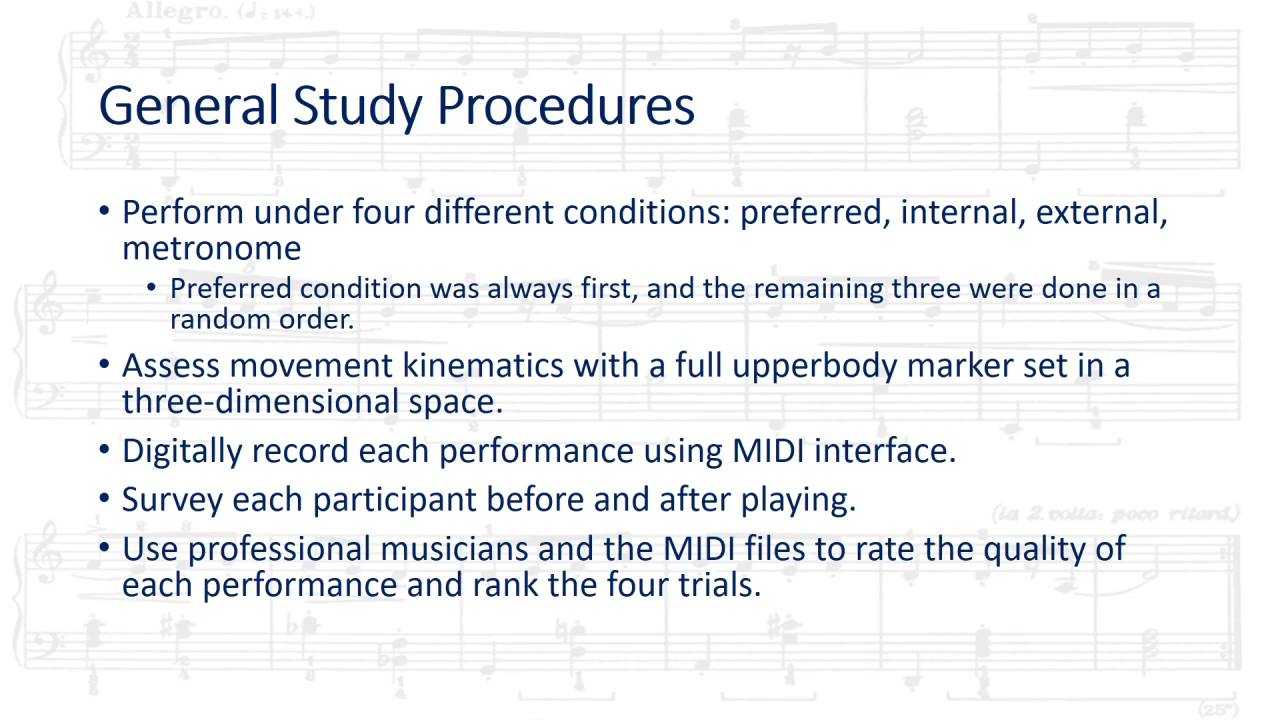 Allegro. (♩= 144.)
General Study Procedures
• Perform under four different conditions: preferred, internal, external,
metronome
• Preferred condition was always first, and the remaining three were done in a
random order.
• Assess movement kinematics with a full upperbody marker set in a
three-dimensional space.
• Digitally record each performance using MIDI interface.
• Survey each participant before and after playing.
(la 2 volta: poco ritard.)
• Use professional musicians and the MIDI files to rate the quality of
each performance and rank the four trials.
(25")